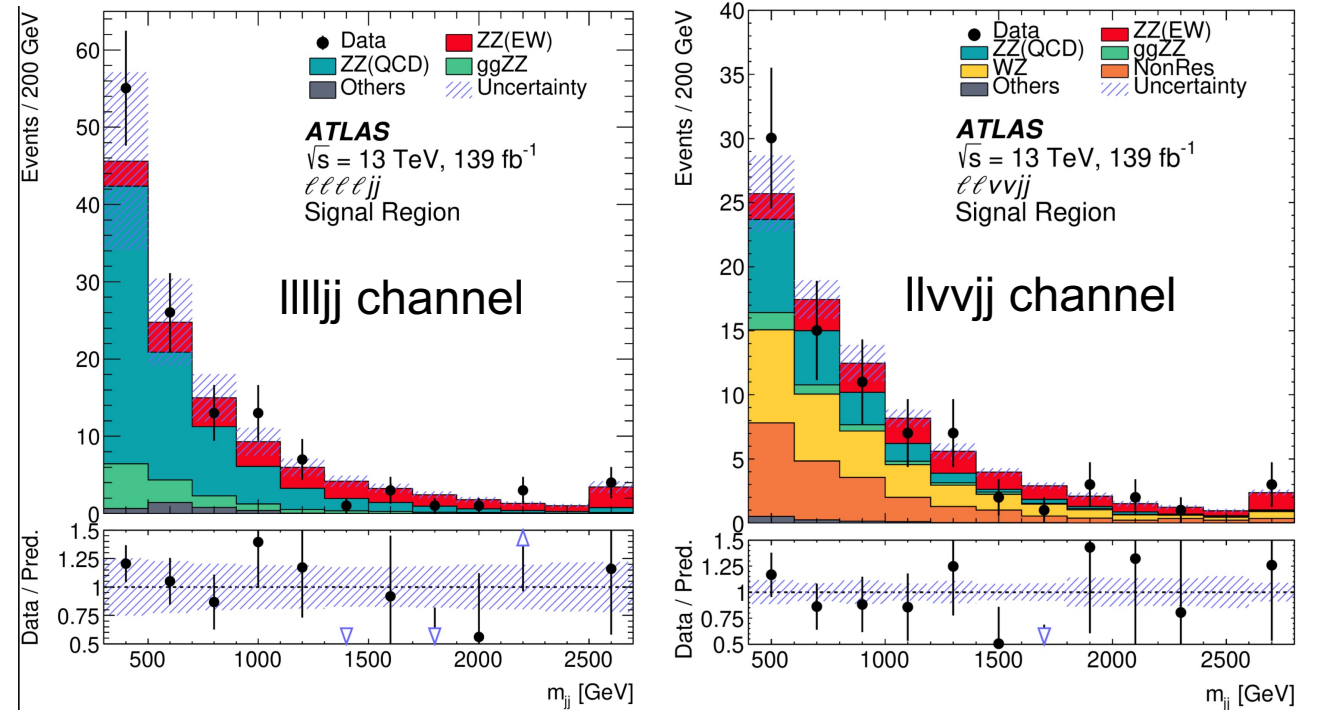 Events / 200 GeV
60
50
40
30
20
10
0
Data
ZZ(EW)
ZZ(QCD)
ggZZ
Others
Uncertainty
ATLAS
√s = 13 TeV, 139 fb⁻¹
ℓℓℓℓjj
Signal Region
lllljj channel
Data / Pred.
1.5
1.25
1
0.75
0.5
500
1000
1500
2000
2500
m_jj [GeV]
Events / 200 GeV
40
35
30
25
20
15
10
5
0
Data
ZZ(EW)
ZZ(QCD)
ggZZ
WZ
NonRes
Others
Uncertainty
ATLAS
√s = 13 TeV, 139 fb⁻¹
ℓℓννjj
Signal Region
llvvjj channel
Data / Pred.
1.5
1.25
1
0.75
0.5
500
1000
1500
2000
2500
m_jj [GeV]